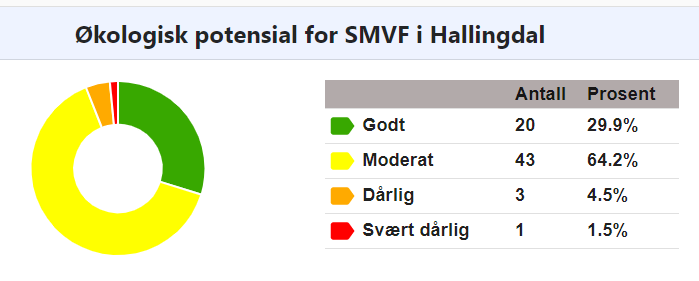 Økologisk potensial for SMVF i Hallingdal
Antall Prosent
Godt 20 29.9%
Moderat 43 64.2%
Dårlig 3 4.5%
Svært dårlig 1 1.5%